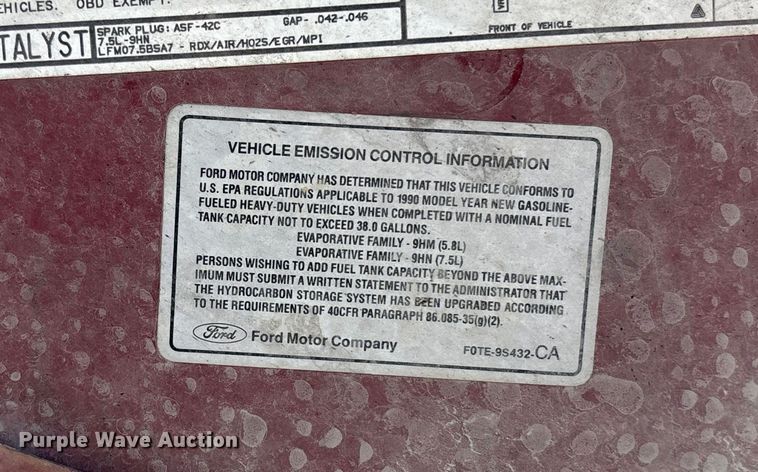 EHICLES. OBD EXEMPT.
TALYST
SPARK PLUG: ASF-42C GAP- .042-.046
7.5L-9HN
LFM07.5BSA7 - RDX/AIR/HO2S/EGR/MPI
FRONT OF VEHICLE
VEHICLE EMISSION CONTROL INFORMATION
FORD MOTOR COMPANY HAS DETERMINED THAT THIS VEHICLE CONFORMS TO
U.S. EPA REGULATIONS APPLICABLE TO 1990 MODEL YEAR NEW GASOLINE-
FUELED HEAVY-DUTY VEHICLES WHEN COMPLETED WITH A NOMINAL FUEL
TANK CAPACITY NOT TO EXCEED 38.0 GALLONS.
EVAPORATIVE FAMILY - 9HM (5.8L)
EVAPORATIVE FAMILY - 9HN (7.5L)
PERSONS WISHING TO ADD FUEL TANK CAPACITY BEYOND THE ABOVE MAX-
IMUM MUST SUBMIT A WRITTEN STATEMENT TO THE ADMINISTRATOR THAT
THE HYDROCARBON STORAGE SYSTEM HAS BEEN UPGRADED ACCORDING
TO THE REQUIREMENTS OF 40CFR PARAGRAPH 86.085-35(g)(2).
Ford Ford Motor Company F0TE-9S432-CA
Purple Wave Auction